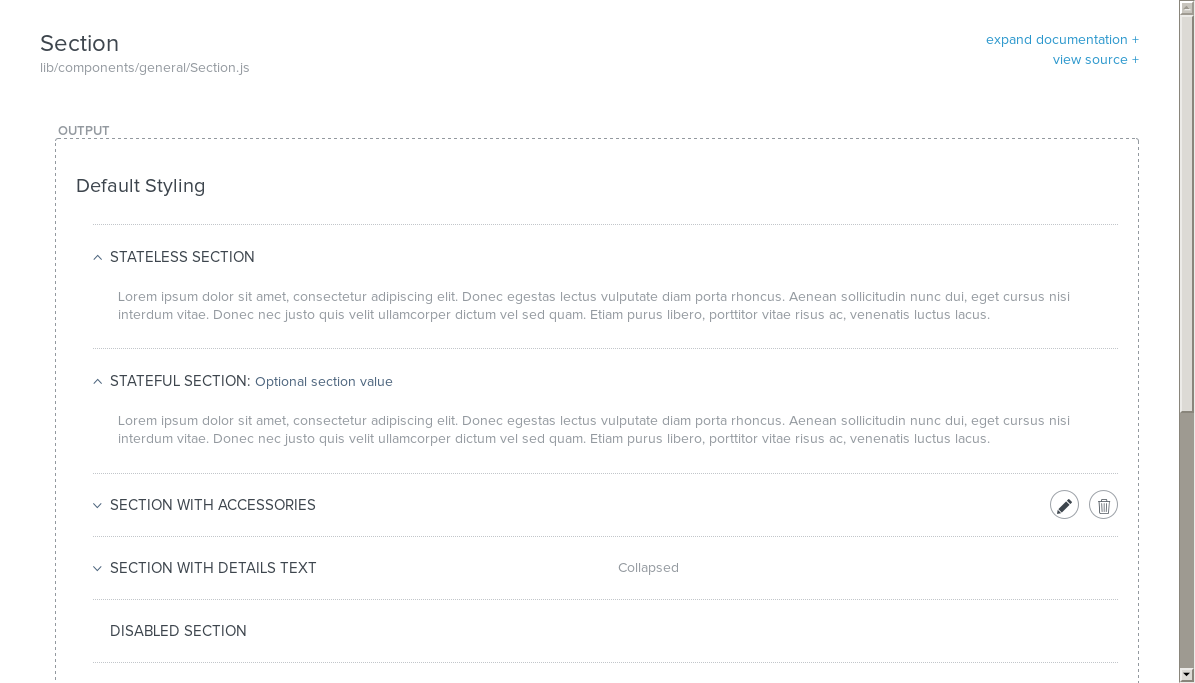 Section
lib/components/general/Section.js
expand documentation +
view source +
OUTPUT
Default Styling
STATELESS SECTION
Lorem ipsum dolor sit amet, consectetur adipiscing elit. Donec egestas lectus vulputate diam porta rhoncus. Aenean sollicitudin nunc dui, eget cursus nisi
interdum vitae. Donec nec justo quis velit ullamcorper dictum vel sed quam. Etiam purus libero, porttitor vitae risus ac, venenatis luctus lacus.
STATEFUL SECTION: Optional section value
Lorem ipsum dolor sit amet, consectetur adipiscing elit. Donec egestas lectus vulputate diam porta rhoncus. Aenean sollicitudin nunc dui, eget cursus nisi
interdum vitae. Donec nec justo quis velit ullamcorper dictum vel sed quam. Etiam purus libero, porttitor vitae risus ac, venenatis luctus lacus.
SECTION WITH ACCESSORIES
SECTION WITH DETAILS TEXT Collapsed
DISABLED SECTION